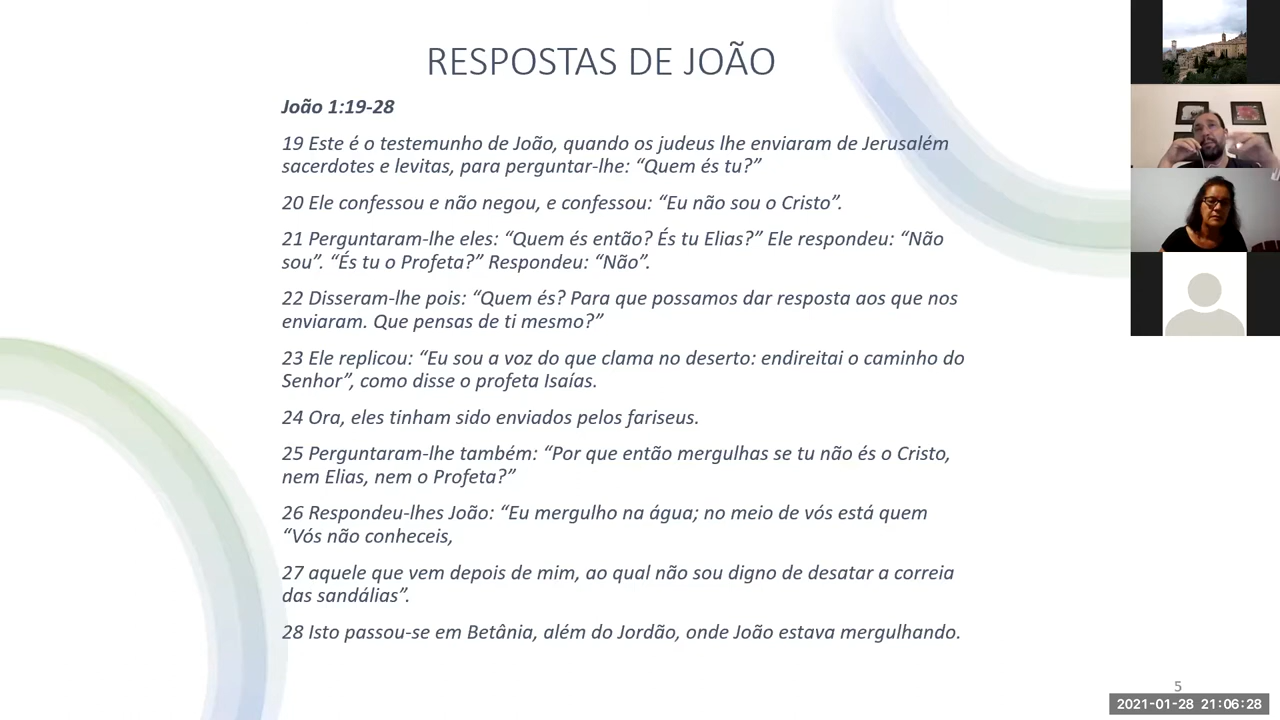 RESPOSTAS DE JOÃO
João 1:19-28
19 Este é o testemunho de João, quando os judeus lhe enviaram de Jerusalém
sacerdotes e levitas, para perguntar-lhe: “Quem és tu?”
20 Ele confessou e não negou, e confessou: “Eu não sou o Cristo”.
21 Perguntaram-lhe eles: “Quem és então? És tu Elias?” Ele respondeu: “Não
sou”. “És tu o Profeta?” Respondeu: “Não”.
22 Disseram-lhe pois: “Quem és? Para que possamos dar resposta aos que nos
enviaram. Que pensas de ti mesmo?”
23 Ele replicou: “Eu sou a voz do que clama no deserto: endireitai o caminho do
Senhor”, como disse o profeta Isaías.
24 Ora, eles tinham sido enviados pelos fariseus.
25 Perguntaram-lhe também: “Por que então mergulhas se tu não és o Cristo,
nem Elias, nem o Profeta?”
26 Respondeu-lhes João: “Eu mergulho na água; no meio de vós está quem
“Vós não conheceis,
27 aquele que vem depois de mim, ao qual não sou digno de desatar a correia
das sandálias”.
28 Isto passou-se em Betânia, além do Jordão, onde João estava mergulhando.
5
2021-01-28 21:06:28